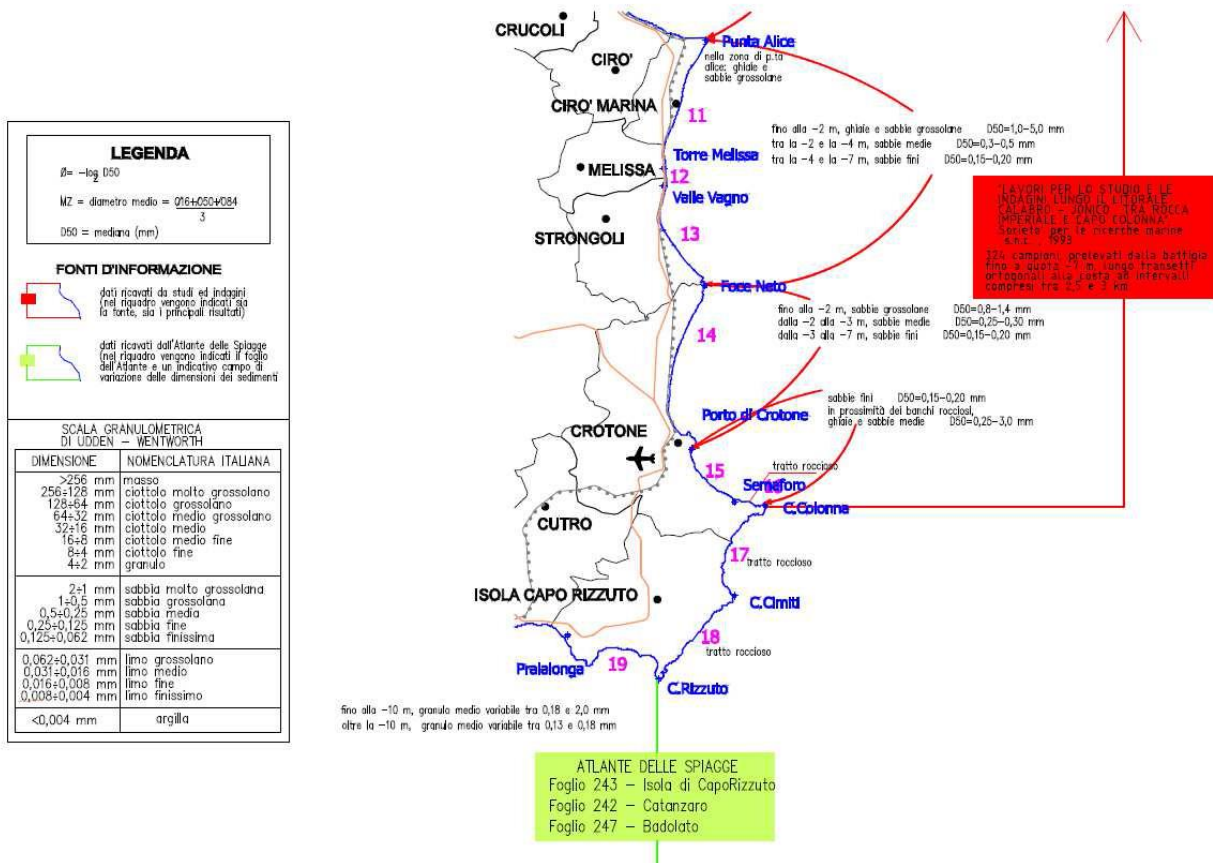 LEGENDA
Ø= -log₂ D50
MZ = diametro medio = Ø16+Ø50+Ø84
3
D50 = mediana (mm)
FONTI D'INFORMAZIONE
dati ricavati da studi ed indagini
(nel riquadro vengono indicati sia
la fonte, sia i principali risultati)
dati ricavati dall'Atlante delle Spiagge
(nel riquadro vengono indicati il foglio
dell'Atlante e un indicativo campo di
variazione delle dimensioni dei sedimenti
SCALA GRANULOMETRICA
DI UDDEN - WENTWORTH
DIMENSIONE NOMENCLATURA ITALIANA
>256 mm masso
256÷128 mm ciottolo molto grossolano
128÷64 mm ciottolo grossolano
64÷32 mm ciottolo medio grossolano
32÷16 mm ciottolo medio
16÷8 mm ciottolo medio fine
8÷4 mm ciottolo fine
4÷2 mm granulo
2÷1 mm sabbia molto grossolana
1÷0,5 mm sabbia grossolana
0,5÷0,25 mm sabbia media
0,25÷0,125 mm sabbia fine
0,125÷0,062 mm sabbia finissima
0,062÷0,031 mm limo grossolano
0,031÷0,016 mm limo medio
0,016÷0,008 mm limo fine
0,008÷0,004 mm limo finissimo
<0,004 mm argilla
CRUCOLI
Punta Alice
nella zona di p.ta
alice: ghiaie e
sabbie grossolane
CIRO'
CIRO' MARINA
11
fino alla -2 m, ghiaie e sabbie grossolane D50=1,0-5,0 mm
tra la -2 e la -4 m, sabbie medie D50=0,3-0,5 mm
tra la -4 e la -7 m, sabbie fini D50=0,15-0,20 mm
Torre Melissa
MELISSA
12
Valle Vagno
"LAVORI PER LO STUDIO E LE
INDAGINI LUNGO IL LITORALE
CALABRO - JONICO TRA ROCCA
IMPERIALE E CAPO COLONNA"
Societa' per le ricerche marine
s.n.c., 1993
324 campioni prelevati dalla battigia
fino a quota -7 m, lungo transetti
ortogonali alla costa ad intervalli
compresi tra 2,5 e 3 km
STRONGOLI
13
Foce Neto
fino alla -2 m, sabbie grossolane D50=0,8-1,4 mm
dalla -2 alla -3 m, sabbie medie D50=0,25-0,30 mm
dalla -3 alla -7 m, sabbie fini D50=0,15-0,20 mm
14
sabbie fini D50=0,15-0,20 mm
in prossimità dei banchi rocciosi,
ghiaie e sabbie medie D50=0,25-3,0 mm
Porto di Crotone
CROTONE
15
tratto roccioso
Semaforo
16
C.Colonna
CUTRO
17
tratto roccioso
ISOLA CAPO RIZZUTO
C.Cimiti
18
tratto roccioso
Praialonga
19
C.Rizzuto
fino alla -10 m, granulo medio variabile tra 0,18 e 2,0 mm
oltre la -10 m, granulo medio variabile tra 0,13 e 0,18 mm
ATLANTE DELLE SPIAGGE
Foglio 243 - Isola di CapoRizzuto
Foglio 242 - Catanzaro
Foglio 247 - Badolato